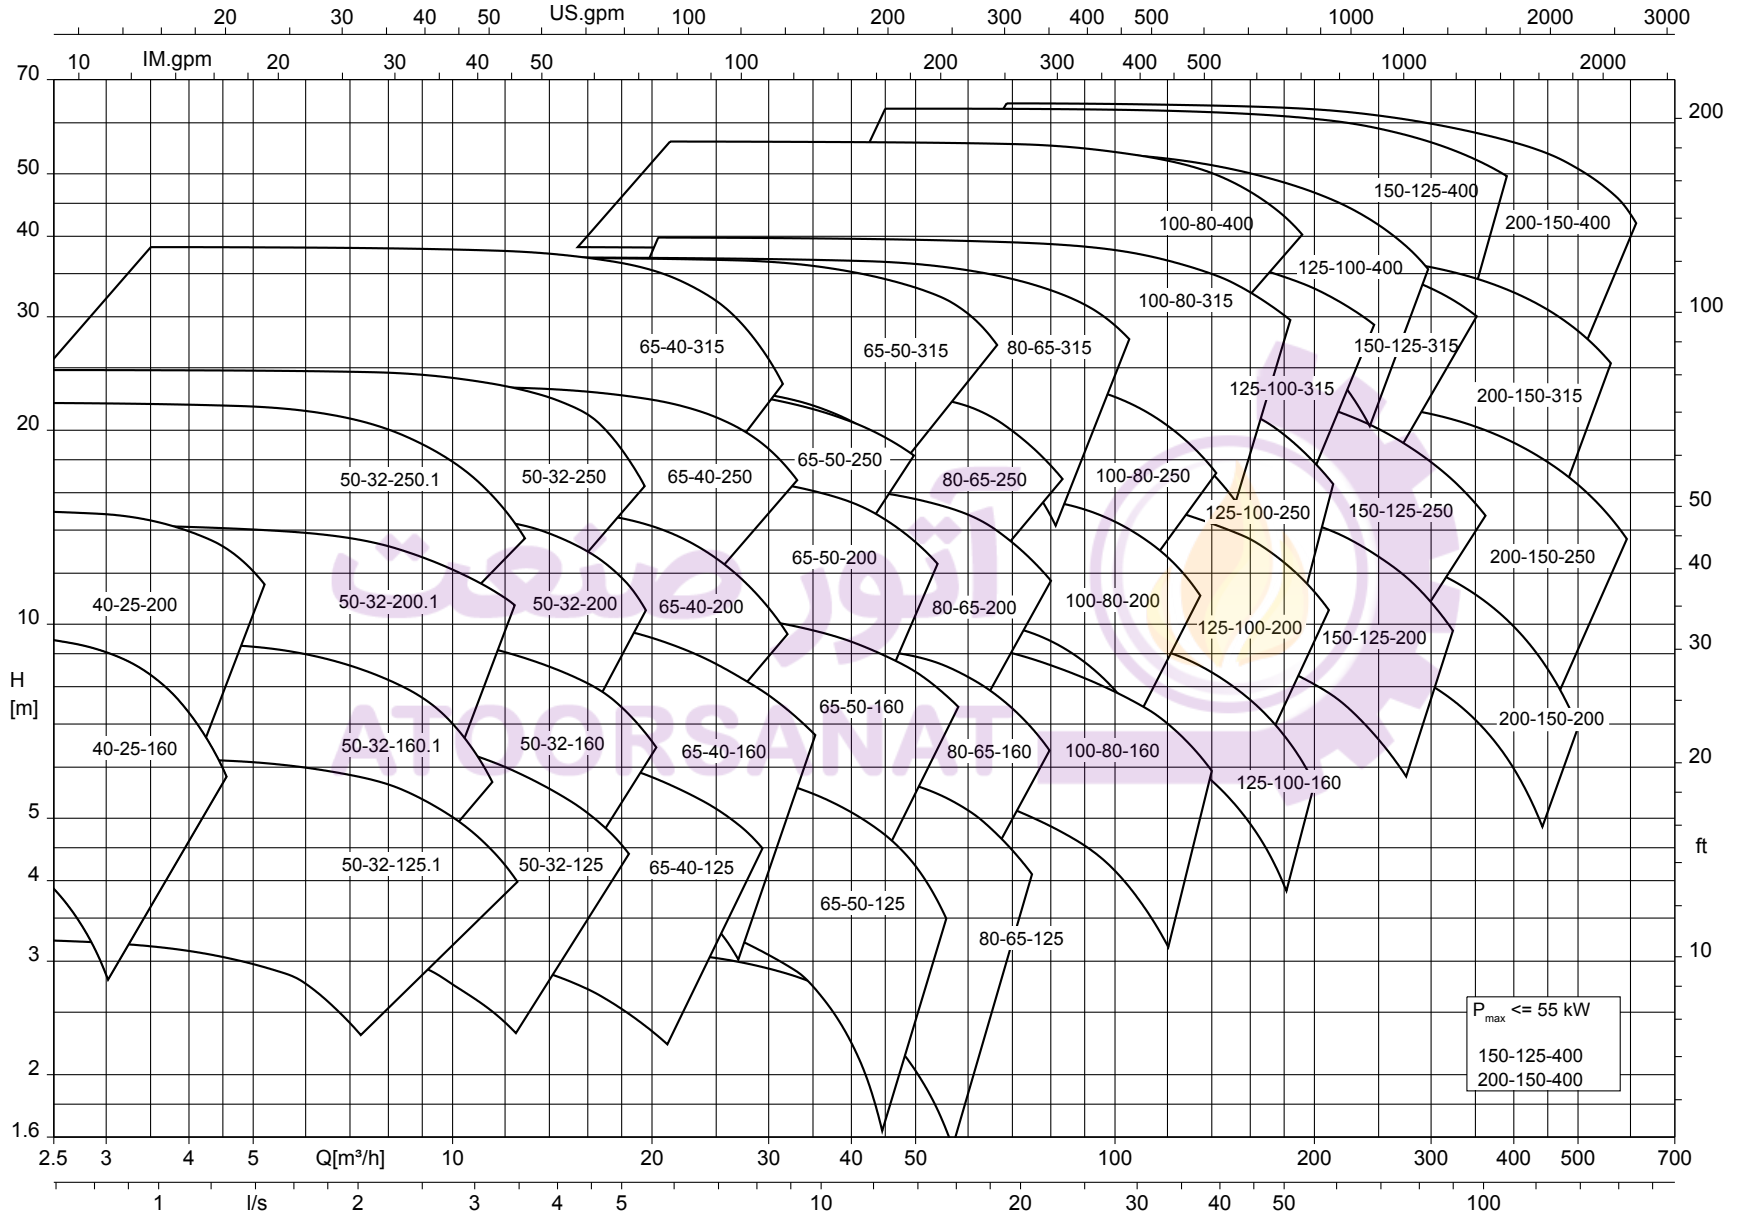 20 30 40 50 US.gpm 100 200 300 400 500 1000 2000 3000
10 IM.gpm 20 30 40 50 100 200 300 400 500 1000 2000
70
200
50
150-125-400
40
100-80-400
200-150-400
125-100-400
100-80-315
30
100
65-40-315 65-50-315 80-65-315 150-125-315
125-100-315
200-150-315
20
65-50-250
50-32-250.1 50-32-250 65-40-250 80-65-250 100-80-250
50
125-100-250 150-125-250
آتور صنعت
65-50-200
200-150-250
40
40-25-200 50-32-200.1 50-32-200 65-40-200 80-65-200 100-80-200
10
125-100-200 150-125-200
30
H
[m]
65-50-160
200-150-200
ATOORSANAT
40-25-160 50-32-160.1 50-32-160 65-40-160 80-65-160 100-80-160
20
125-100-160
5
ft
4
50-32-125.1 50-32-125 65-40-125
65-50-125
80-65-125
3
10
Pmax <= 55 kW
150-125-400
200-150-400
2
1.6
2.5 3 4 5 Q[m³/h] 10 20 30 40 50 100 200 300 400 500 700
1 l/s 2 3 4 5 10 20 30 40 50 100